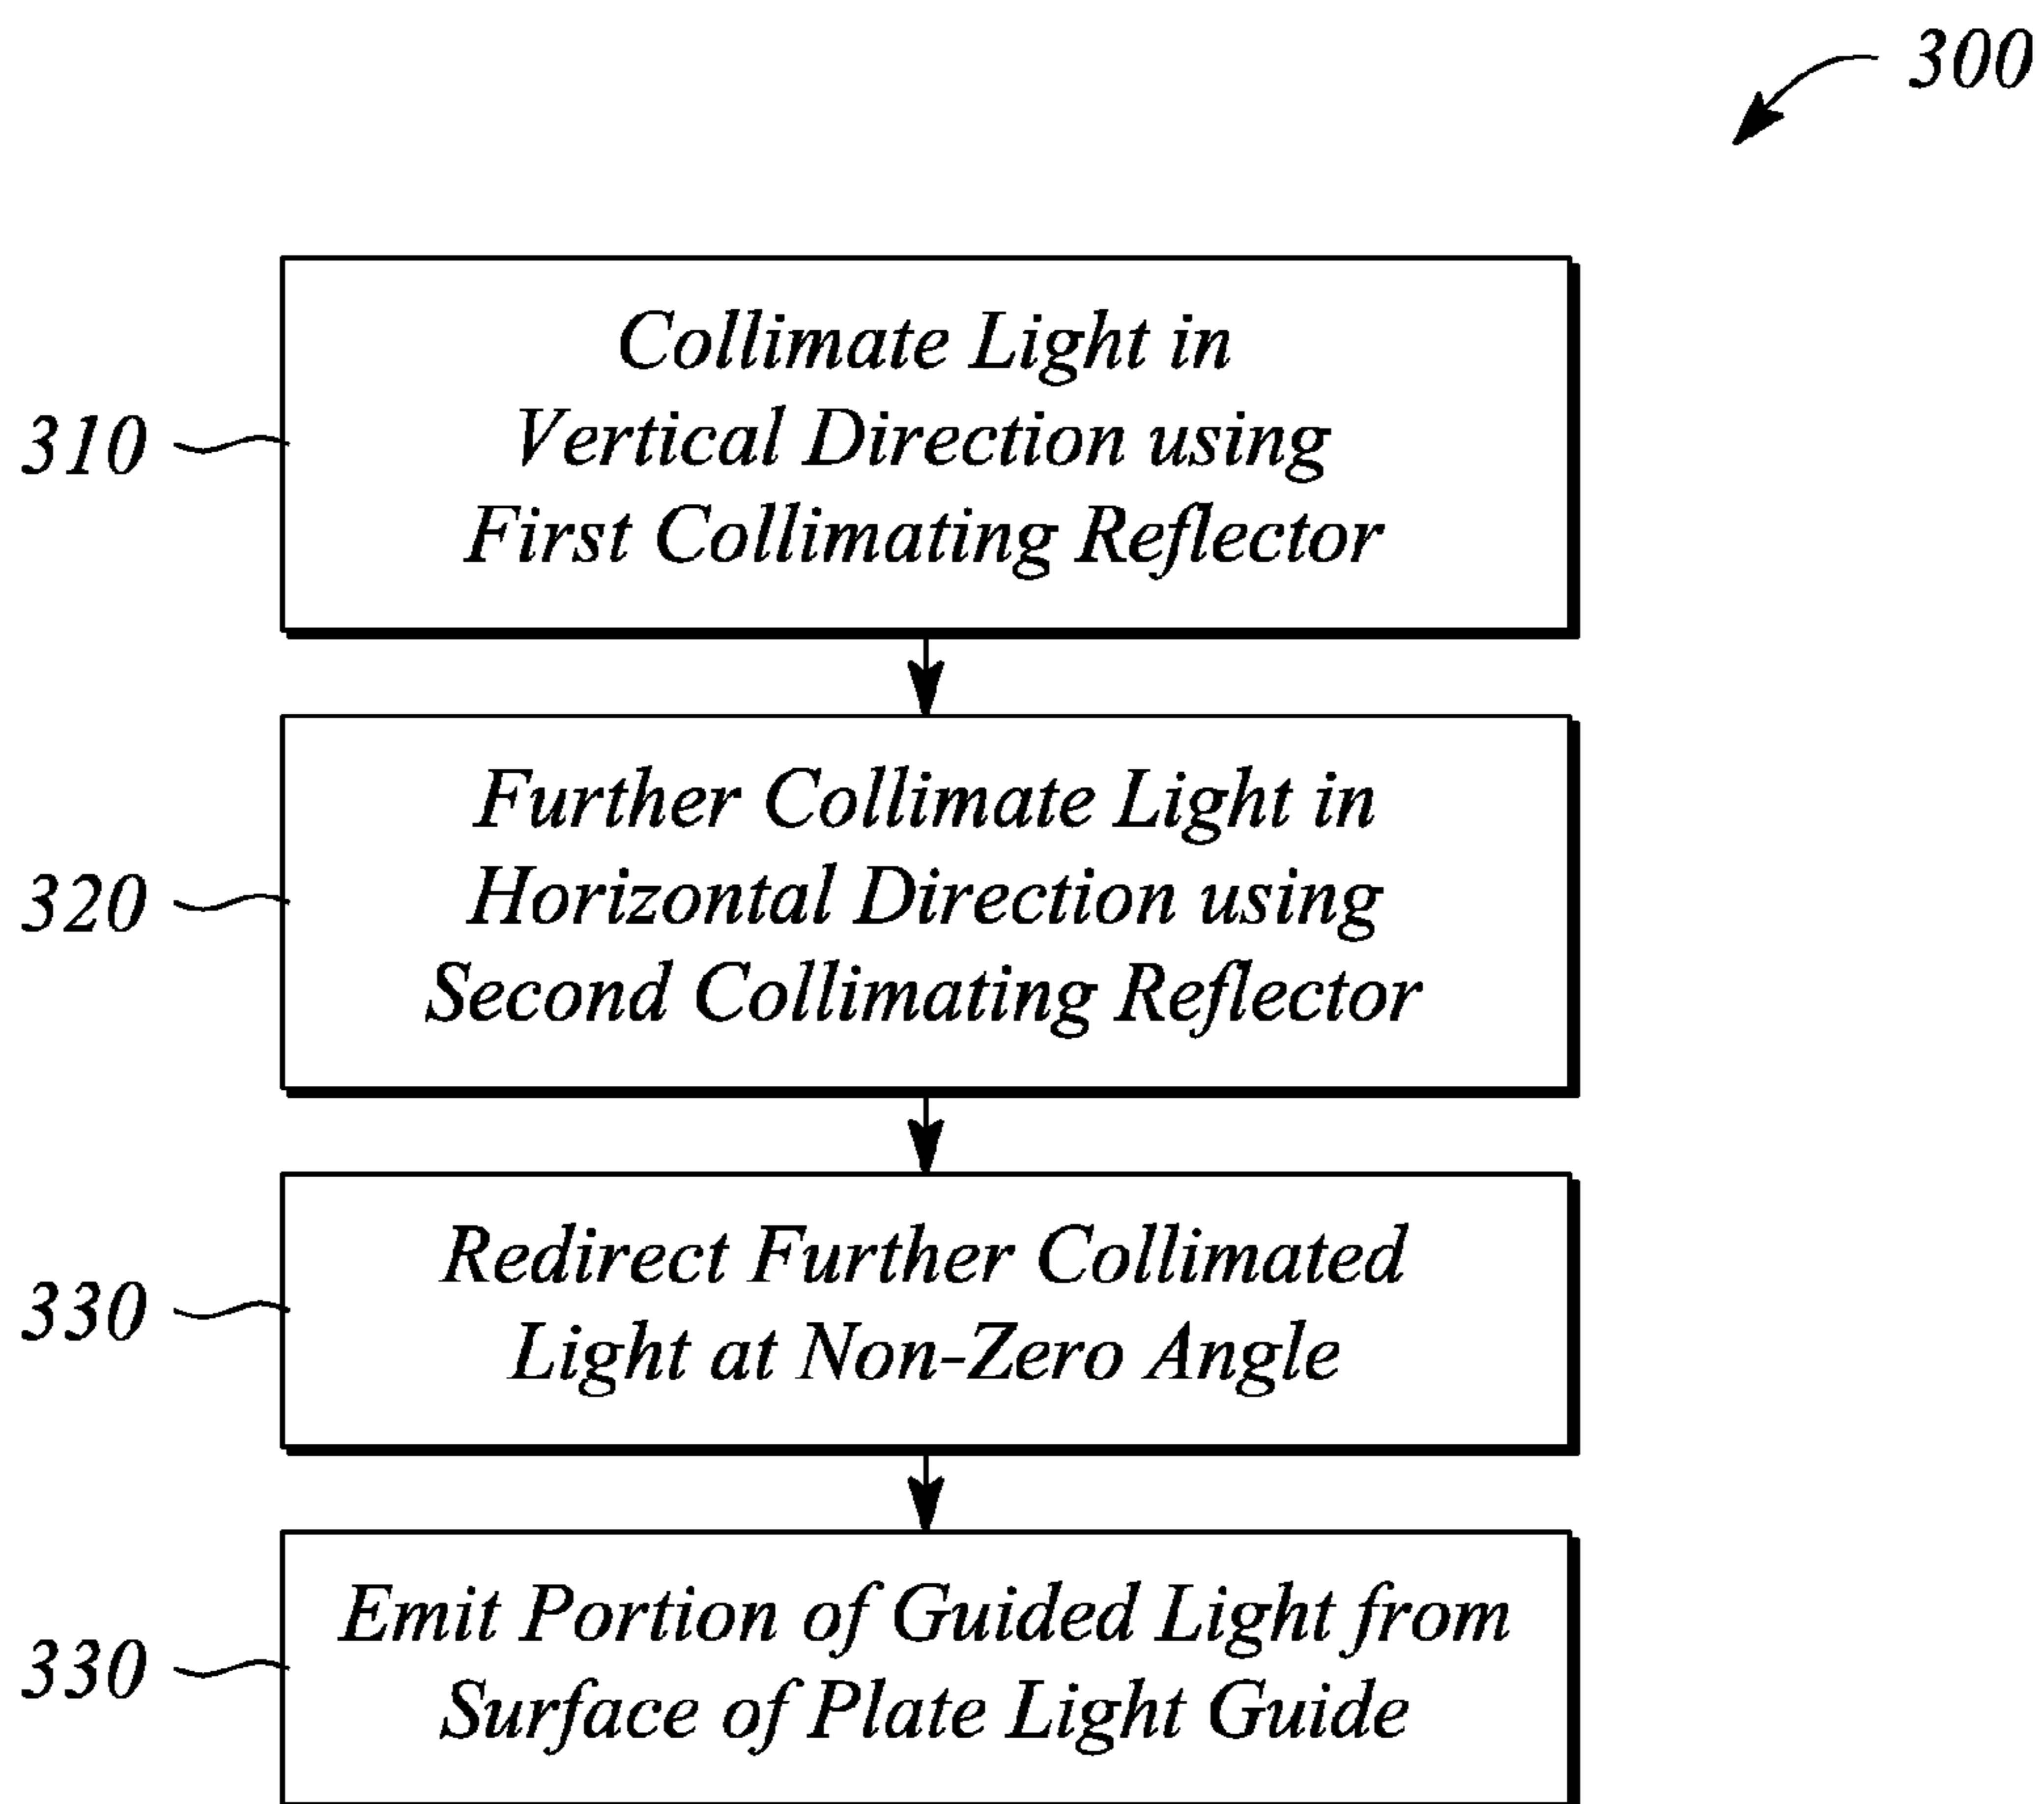 300
310
Collimate Light in
Vertical Direction using
First Collimating Reflector
320
Further Collimate Light in
Horizontal Direction using
Second Collimating Reflector
330
Redirect Further Collimated
Light at Non-Zero Angle
330
Emit Portion of Guided Light from
Surface of Plate Light Guide